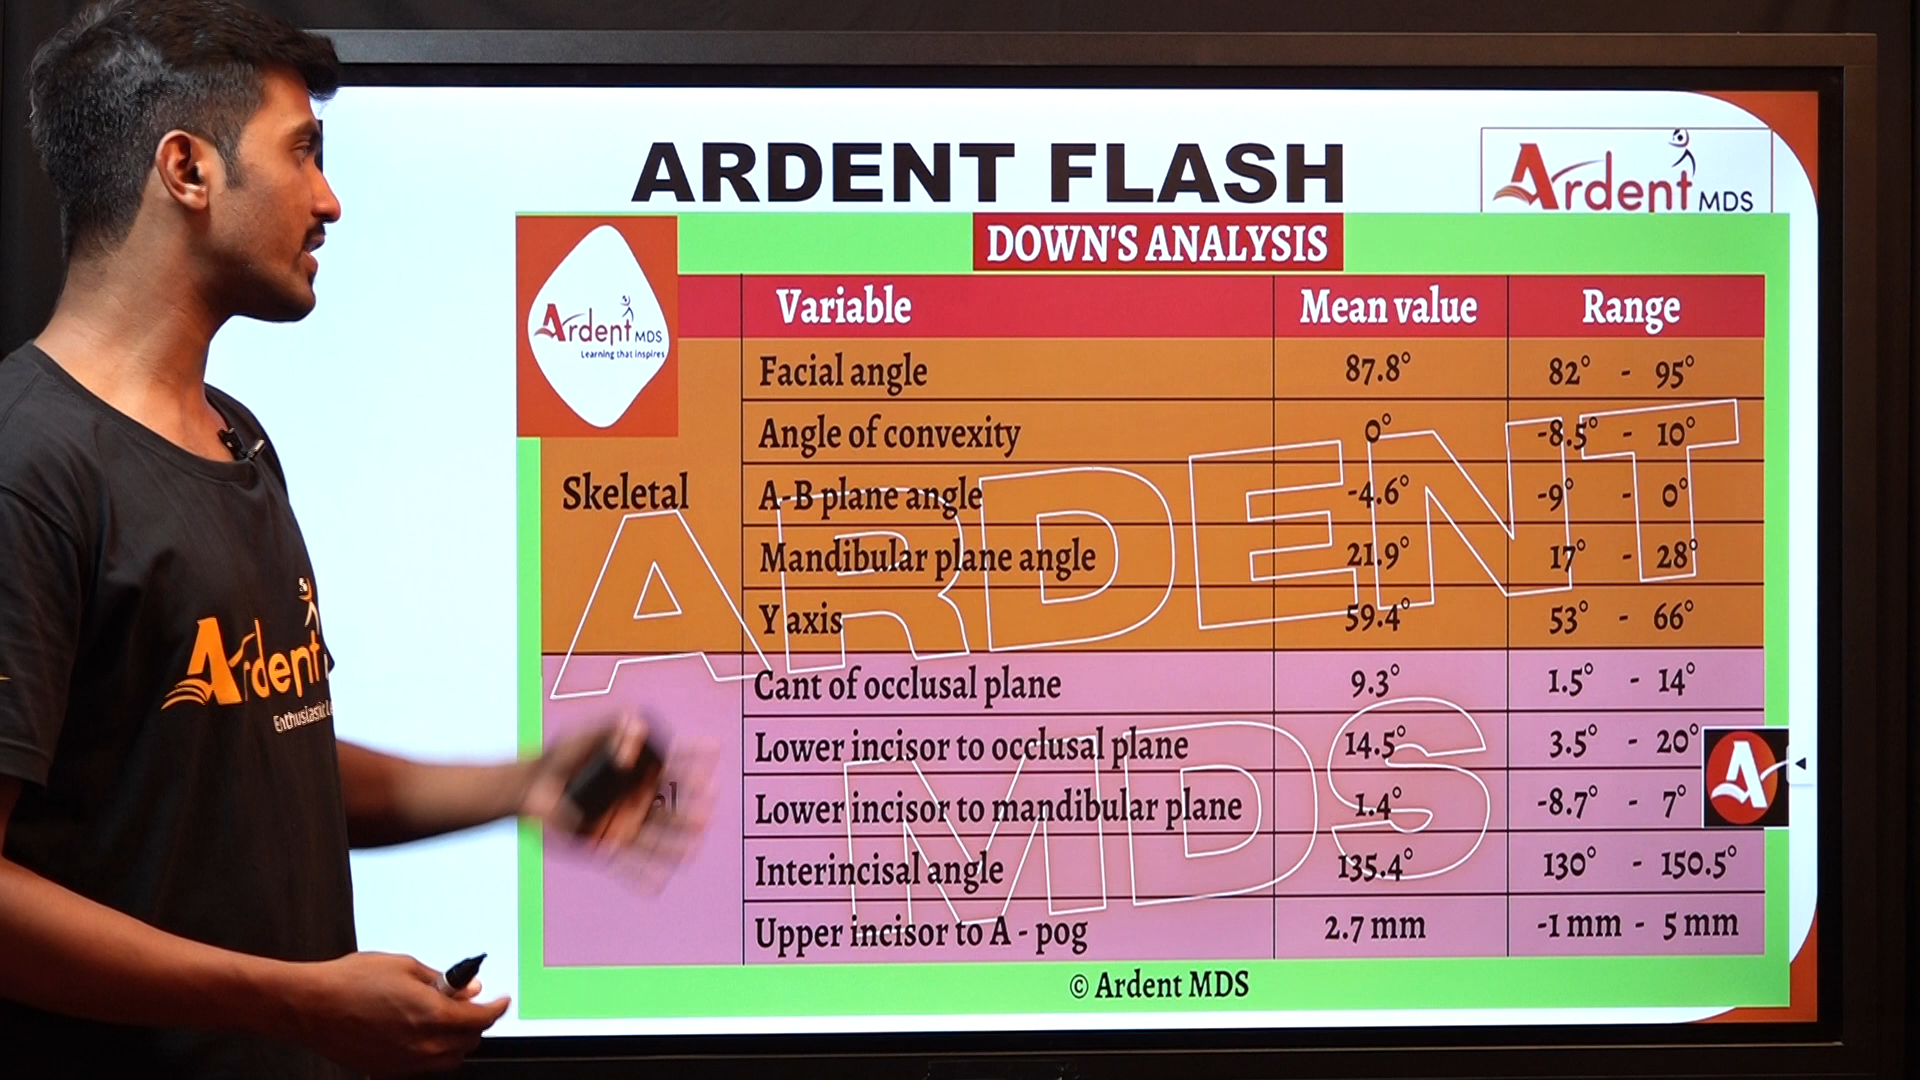 ARDENT FLASH
Ardent MDS
DOWN'S ANALYSIS
Ardent MDS
Learning that inspires
Variable Mean value Range
Skeletal
Facial angle 87.8° 82° - 95°
Angle of convexity 0° -8.5° - 10°
A-B plane angle -4.6° -9° - 0°
Mandibular plane angle 21.9° 17° - 28°
Y axis 59.4° 53° - 66°
Cant of occlusal plane 9.3° 1.5° - 14°
Lower incisor to occlusal plane 14.5° 3.5° - 20°
Lower incisor to mandibular plane 1.4° -8.7° - 7°
Interincisal angle 135.4° 130° - 150.5°
Upper incisor to A - pog 2.7 mm -1 mm - 5 mm
© Ardent MDS
ARDENT
MDS
A
Ardent